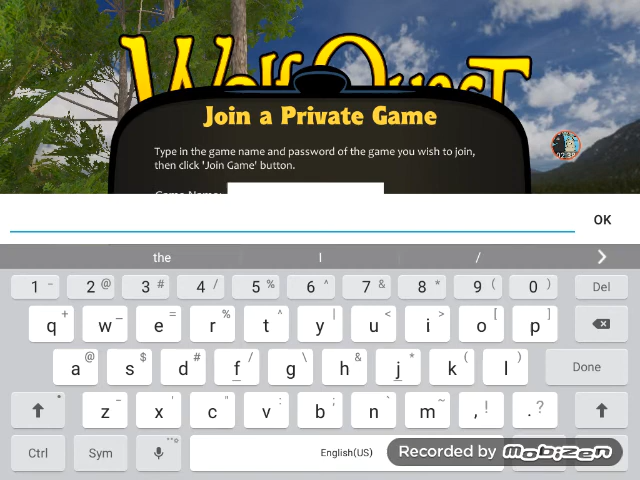 WolfQuest
Join a Private Game
Type in the game name and password of the game you wish to join,
then click 'Join Game' button.
Game Name:
OK
the I /
1 - 2 @ 3 # 4 / 5 % 6 ^ 7 & 8 * 9 ( 0 ) Del
q + w _ e = r % t ^ y | u < i > o [ p ]
a @ s $ d # f / g \ h & j * k ( l ) Done
z - x ' c " v : b ; n ` m ~ , ! . ?
Ctrl Sym English(US)
Recorded by
Mobizen